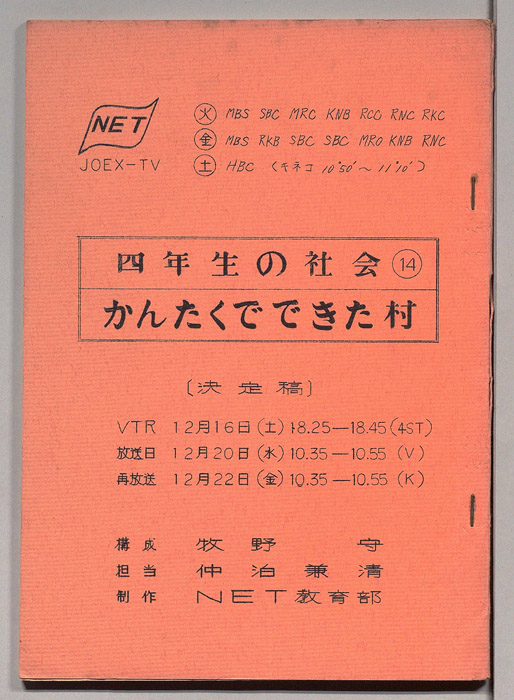 NET
JOEX-TV
火 MBS SBC MRC KNB RCC RNC RKC
金 MBS RKB SBC SBC MRO KNB RNC
土 HBC (キネコ 10°50'~11'10')
四年生の社会 14
かんたくでできた村
〔決定稿〕
VTR 12月16日(土) 18.25—18.45(4ST)
放送日 12月20日(水) 10.35—10.55 (V)
再放送 12月22日(金) 10.35—10.55 (K)
構成 牧野 守
担当 仲泊兼清
制作 NET教育部